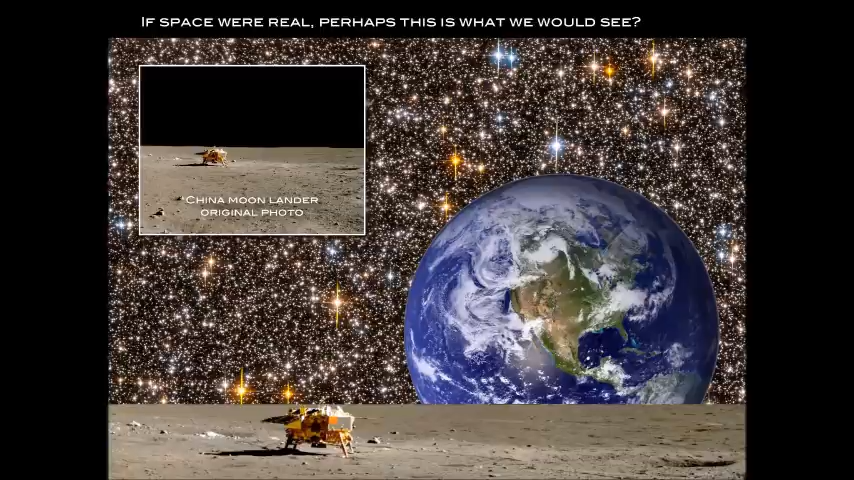 If space were real, perhaps this is what we would see?
*China moon lander
original photo